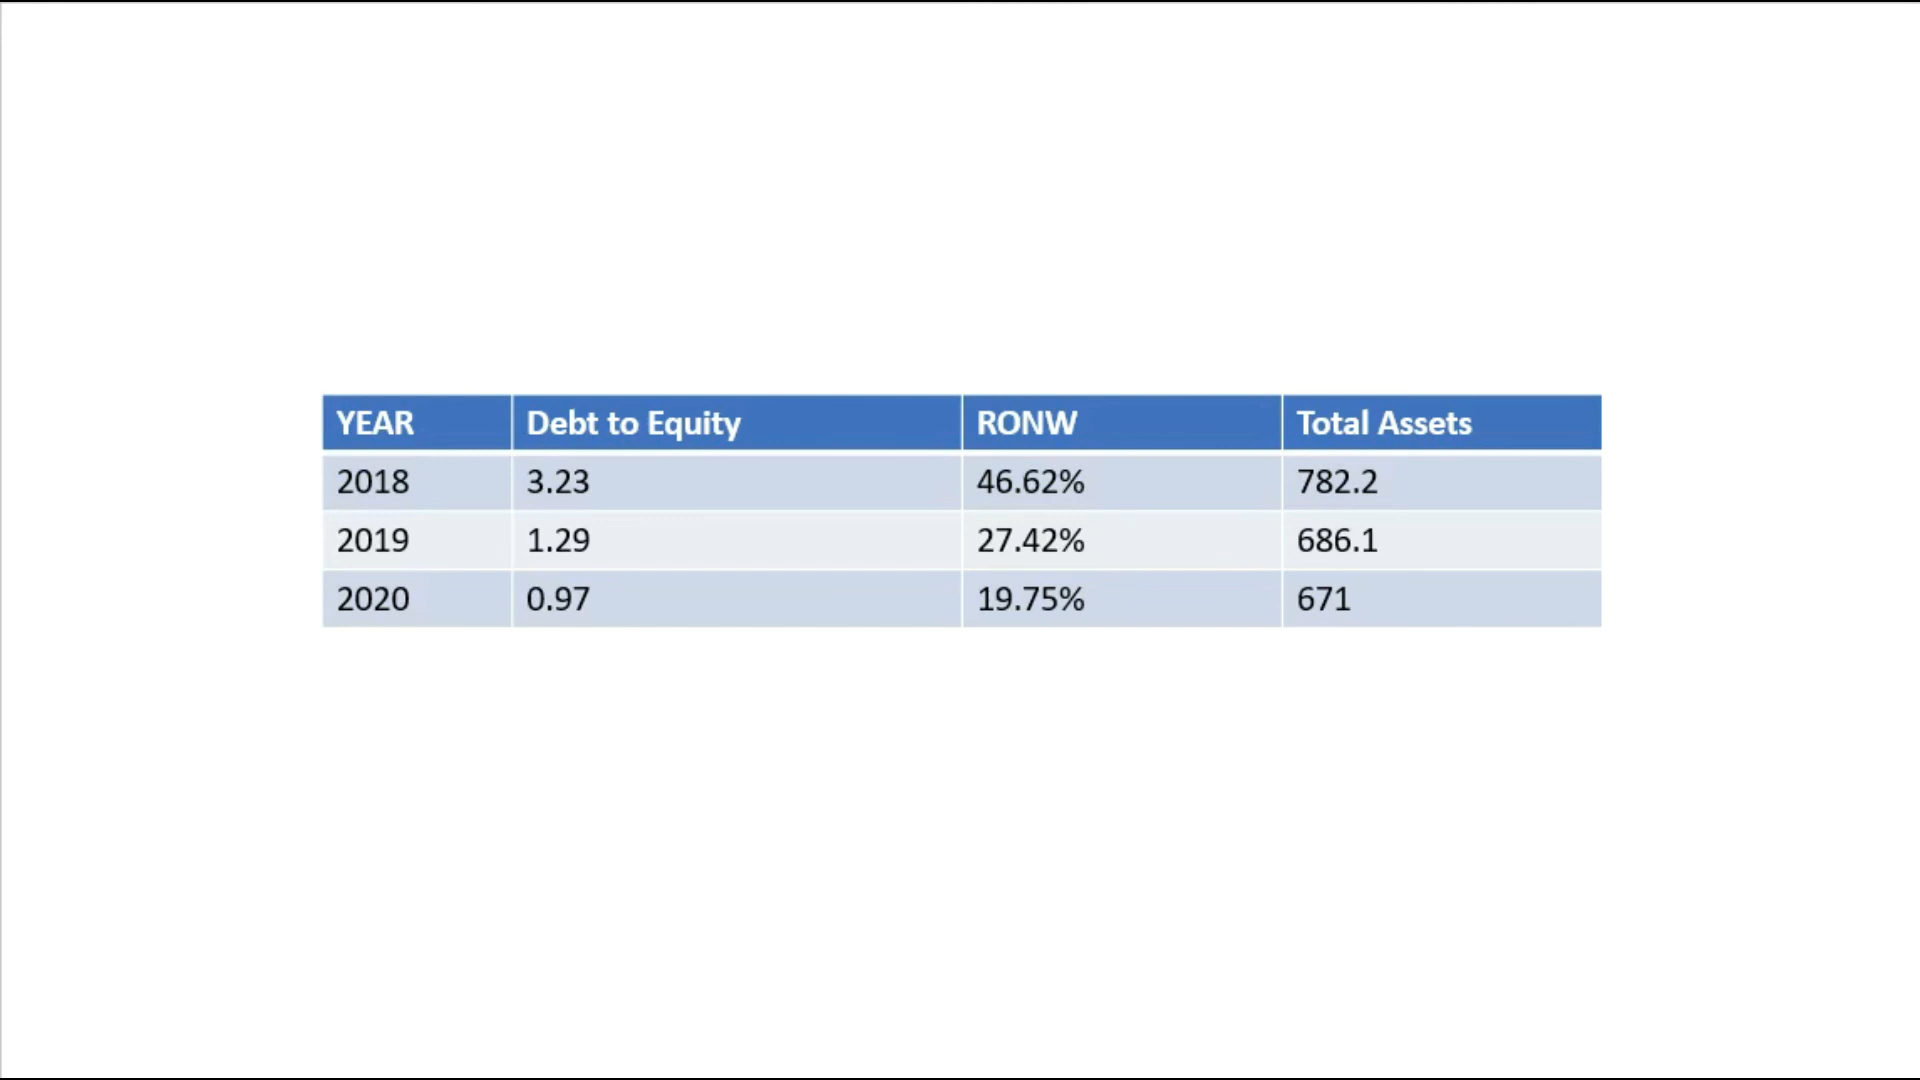 YEAR Debt to Equity RONW Total Assets
2018 3.23 46.62% 782.2
2019 1.29 27.42% 686.1
2020 0.97 19.75% 671